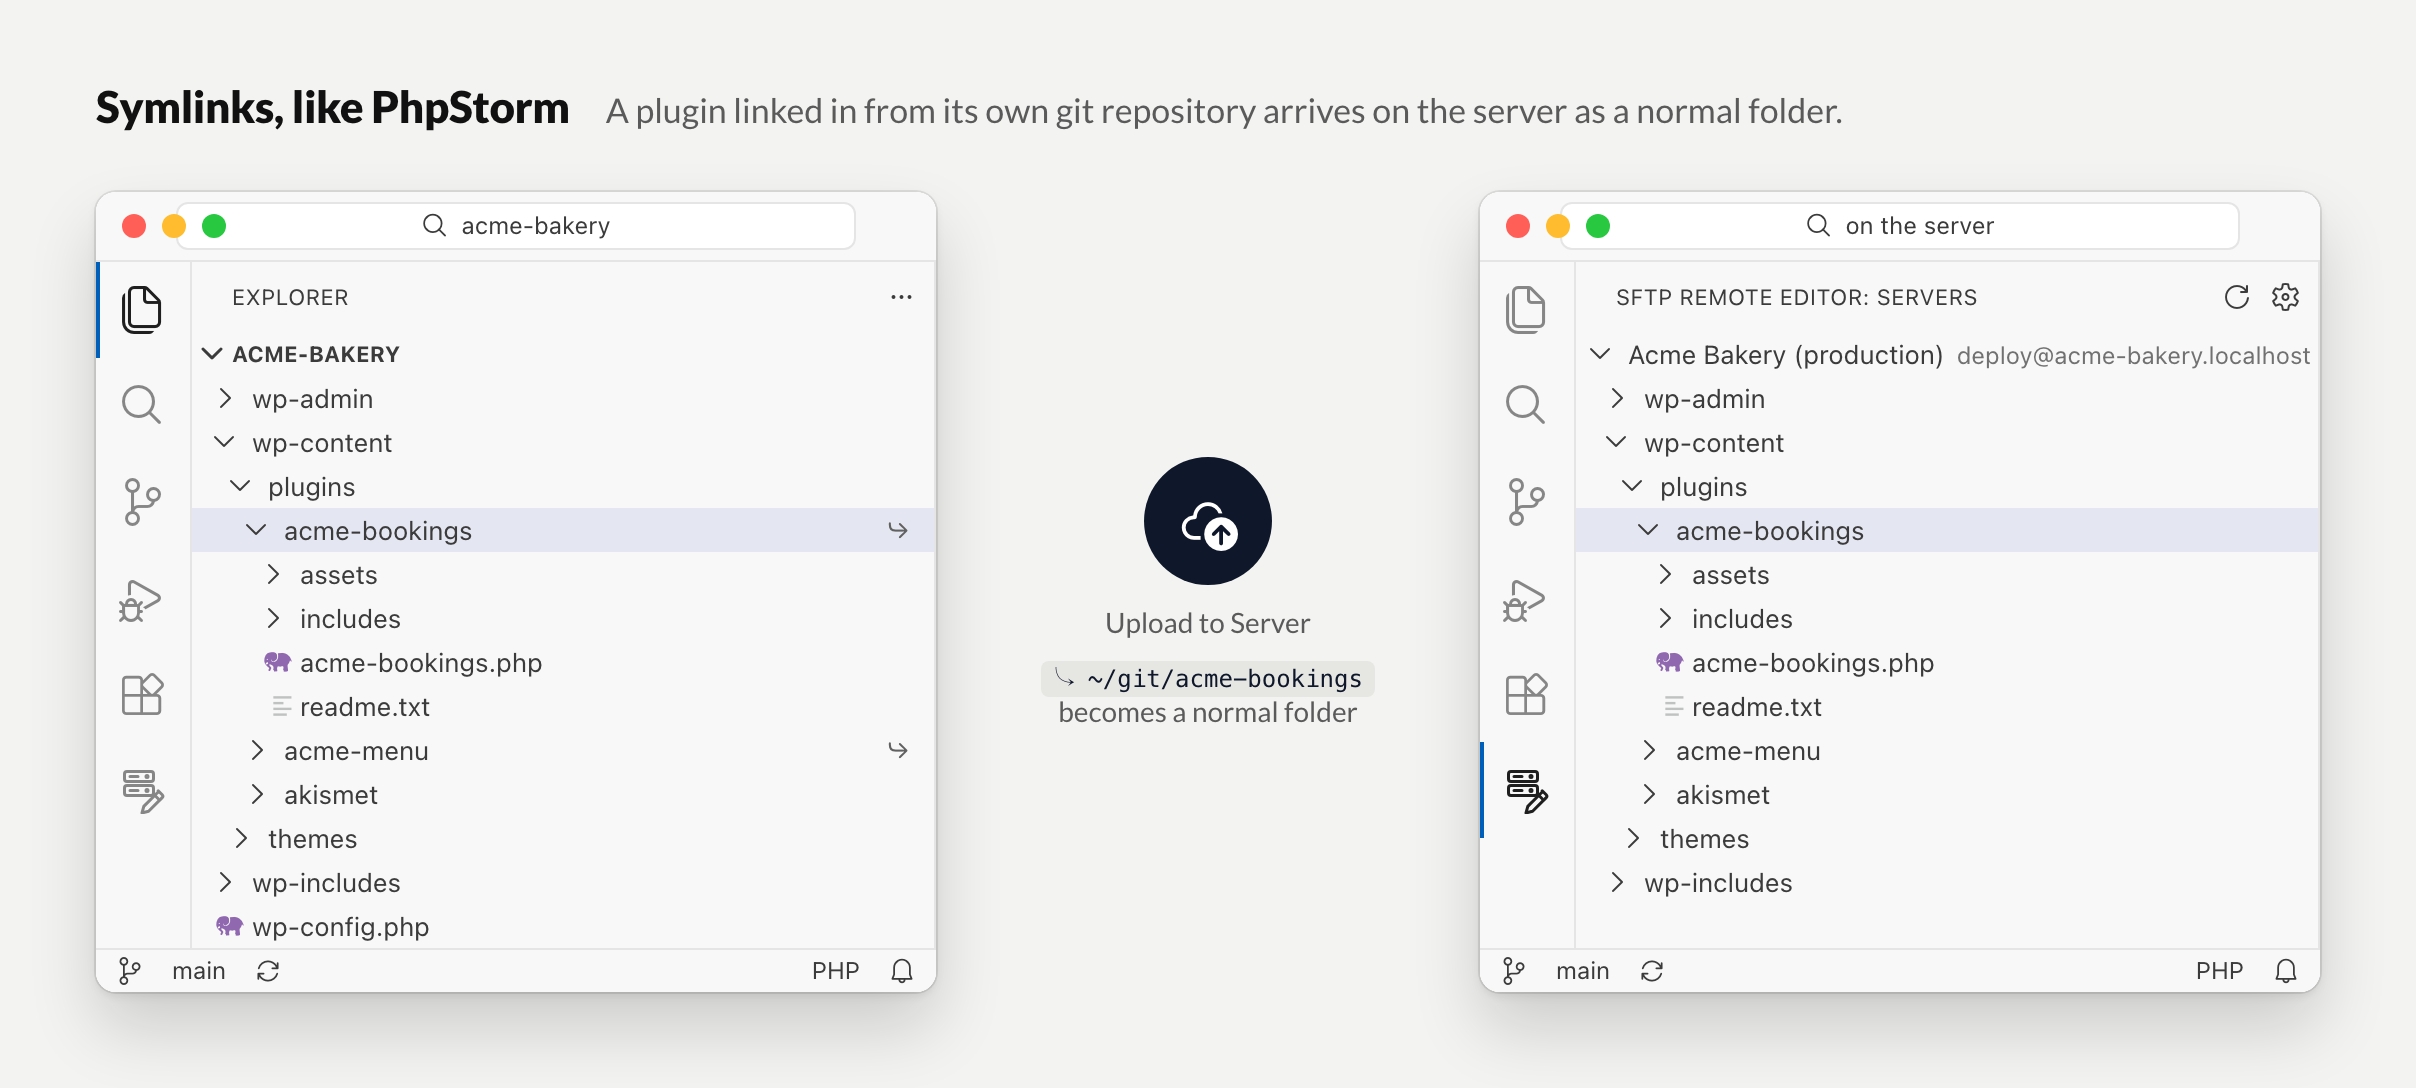 Symlinks, like PhpStorm A plugin linked in from its own git repository arrives on the server as a normal folder.
acme-bakery
EXPLORER
ACME-BAKERY
wp-admin
wp-content
plugins
acme-bookings
assets
includes
acme-bookings.php
readme.txt
acme-menu
akismet
themes
wp-includes
wp-config.php
main
PHP
Upload to Server
~/git/acme-bookings
becomes a normal folder
on the server
SFTP REMOTE EDITOR: SERVERS
Acme Bakery (production) deploy@acme-bakery.localhost
wp-admin
wp-content
plugins
acme-bookings
assets
includes
acme-bookings.php
readme.txt
acme-menu
akismet
themes
wp-includes
main
PHP